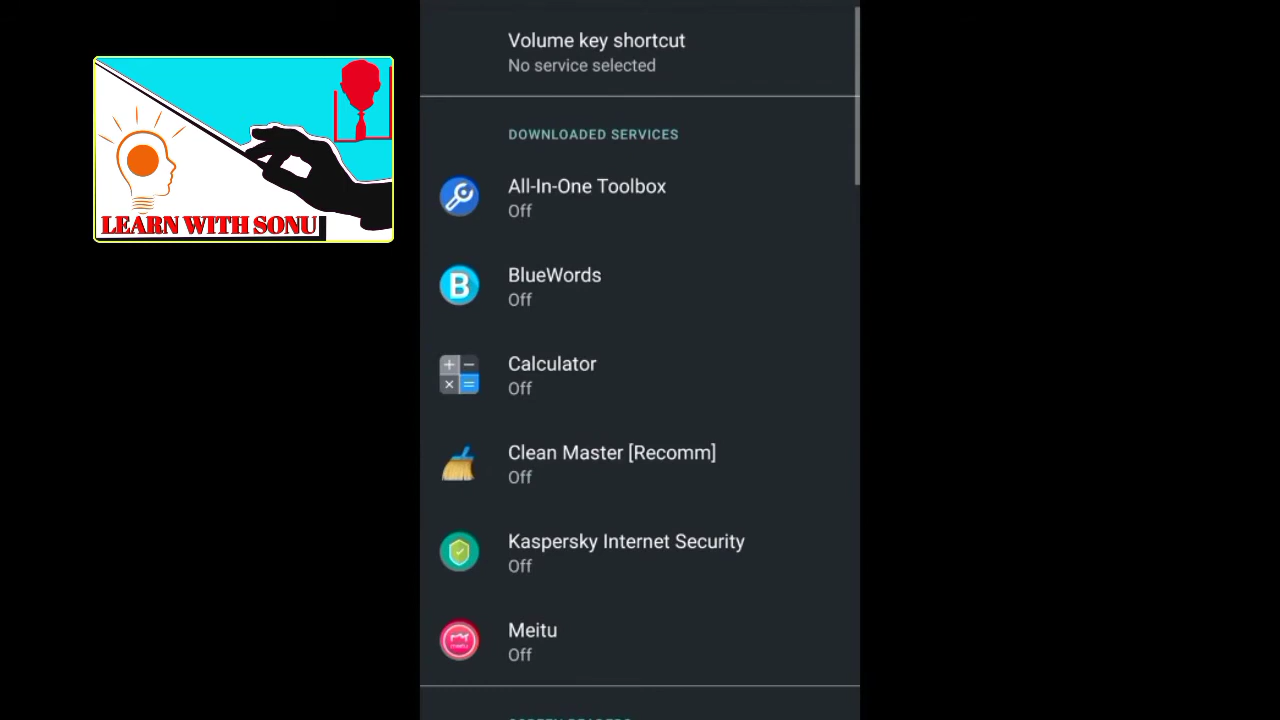 Volume key shortcut
No service selected
LEARN WITH SONU
DOWNLOADED SERVICES
All-In-One Toolbox
Off
B
BlueWords
Off
Calculator
Off
Clean Master [Recomm]
Off
Kaspersky Internet Security
Off
Meitu
Off